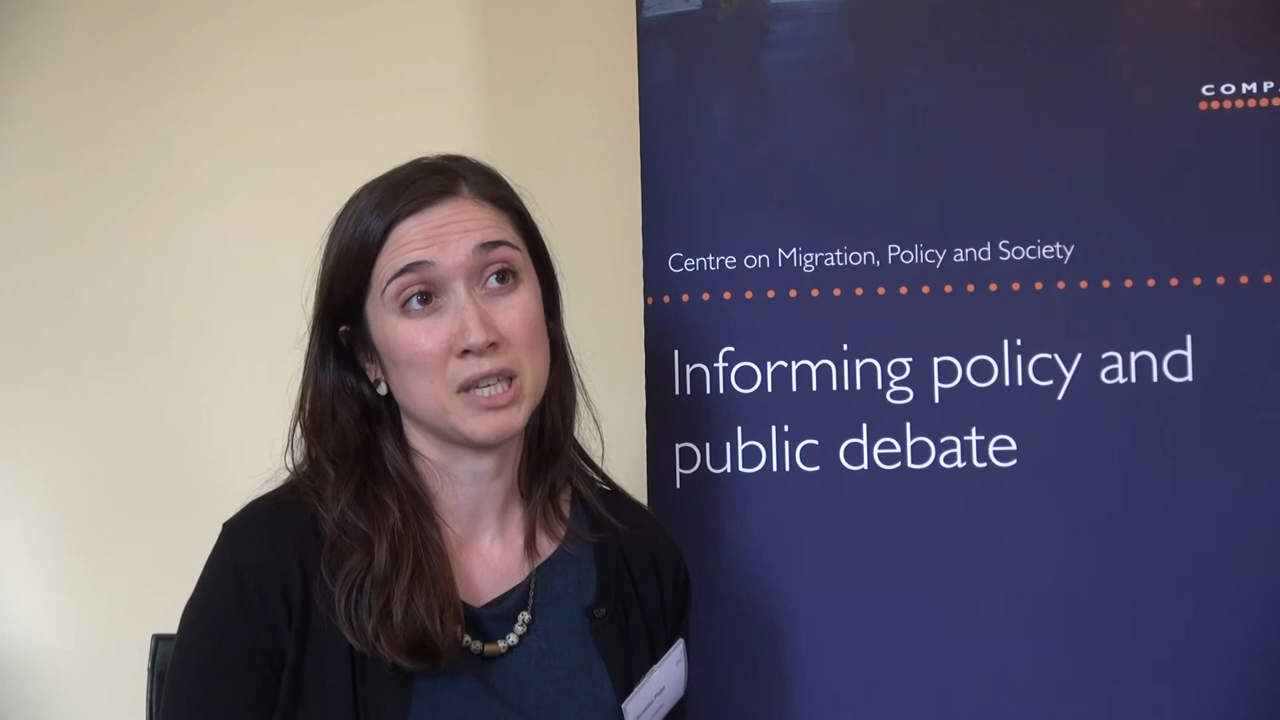 COMP
Centre on Migration, Policy and Society
Informing policy and
public debate